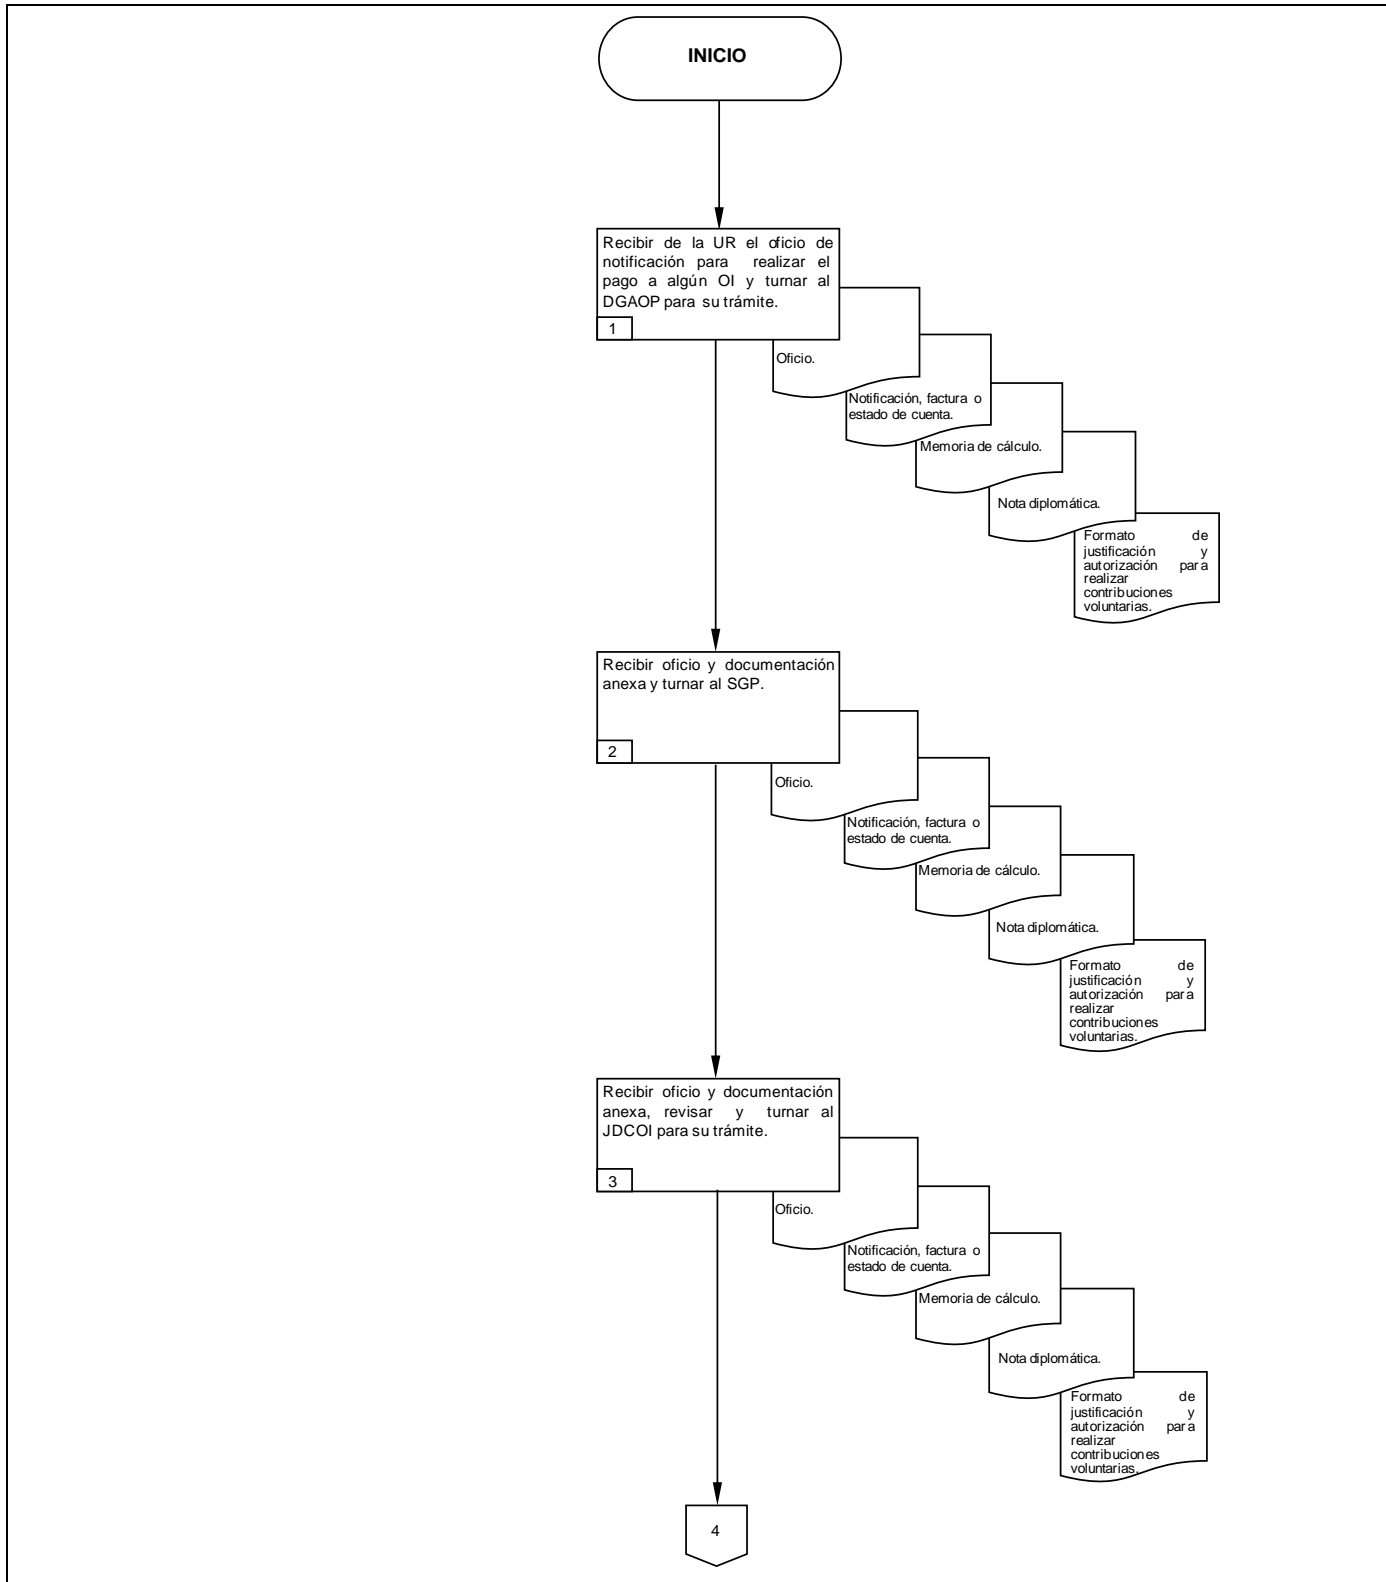 INICIO
Recibir de la UR el oficio de
notificación para realizar el
pago a algún OI y turnar al
DGAOP para su trámite.
1
Oficio.
Notificación, factura o
estado de cuenta.
Memoria de cálculo.
Nota diplomática.
Formato de
justificación y
autorización para
realizar
contribuciones
voluntarias.
Recibir oficio y documentación
anexa y turnar al SGP.
2
Oficio.
Notificación, factura o
estado de cuenta.
Memoria de cálculo.
Nota diplomática.
Formato de
justificación y
autorización para
realizar
contribuciones
voluntarias.
Recibir oficio y documentación
anexa, revisar y turnar al
JDCOI para su trámite.
3
Oficio.
Notificación, factura o
estado de cuenta.
Memoria de cálculo.
Nota diplomática.
Formato de
justificación y
autorización para
realizar
contribuciones
voluntarias.
4